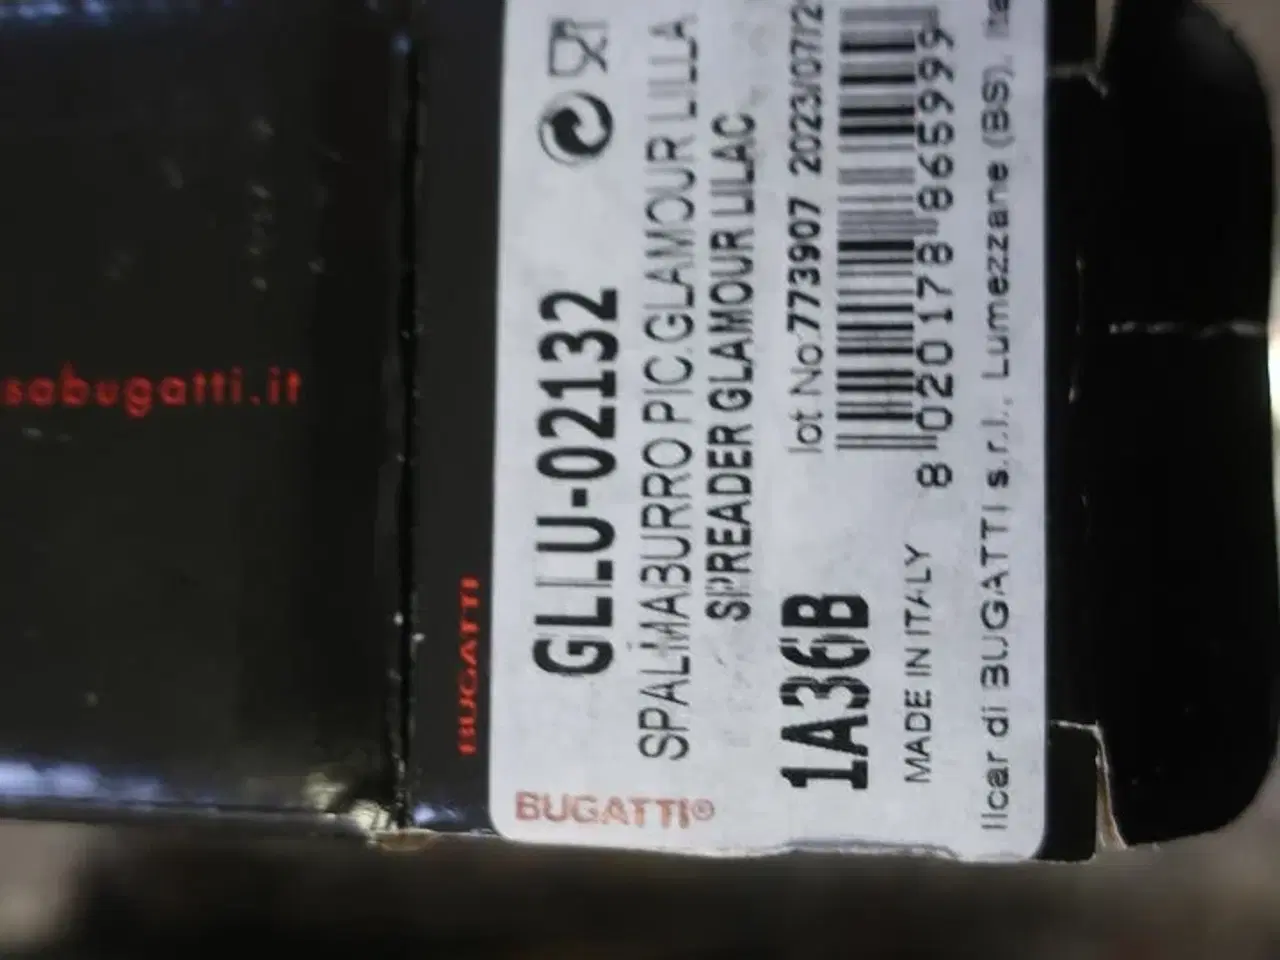 sabugatti.it
BUGATTI
BUGATTI®
GLLU-02132
SPALMABURRO PIC.GLAMOUR LILLA
SPREADER GLAMOUR LILAC
1A36B
lot No.773907 2023/07/2
MADE IN ITALY
8 020178 865999
Ilcar di BUGATTI s.r.l., Lumezzane (BS), Ita